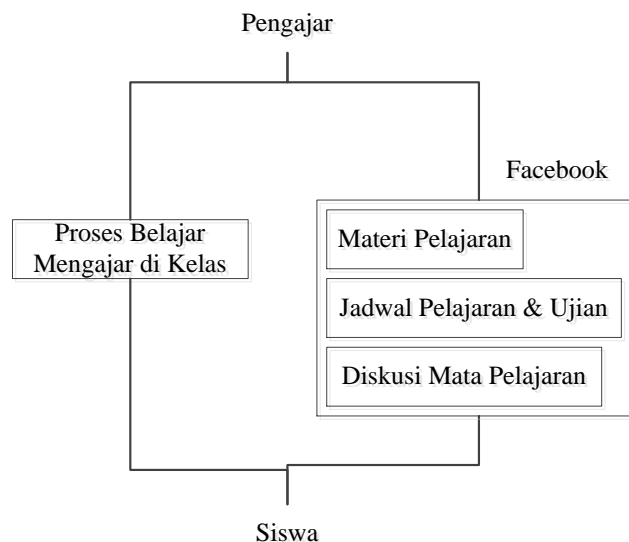 Pengajar
Facebook
Proses Belajar
Mengajar di Kelas
Materi Pelajaran
Jadwal Pelajaran & Ujian
Diskusi Mata Pelajaran
Siswa